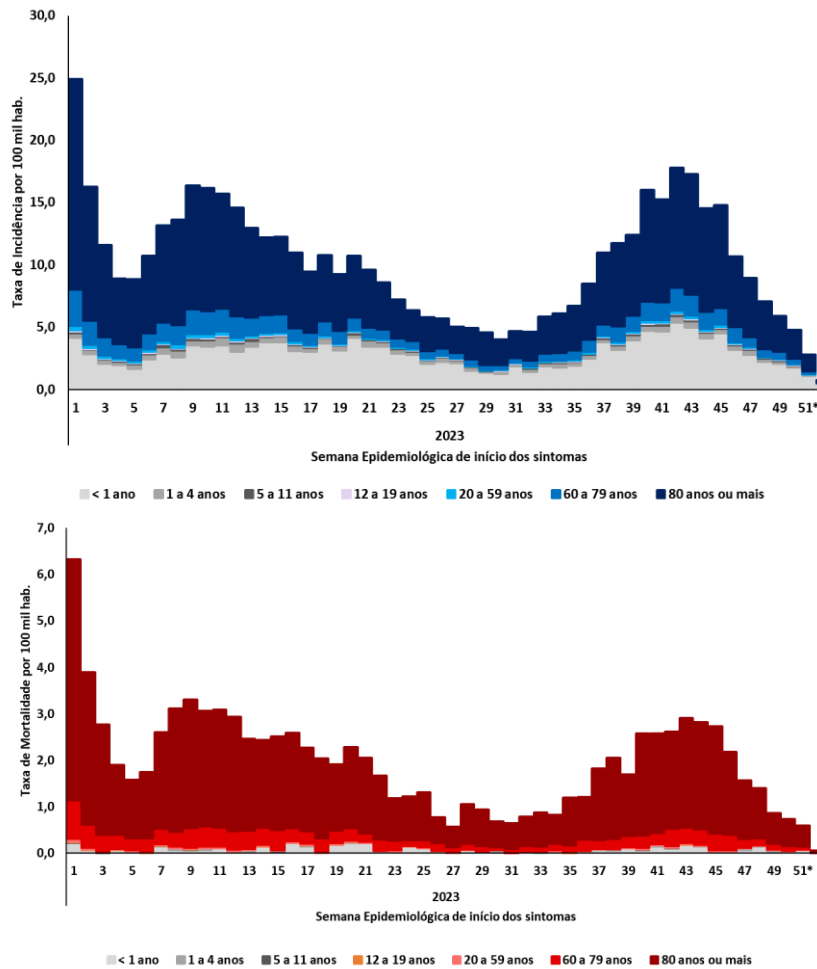 30,0
25,0
20,0
15,0
10,0
5,0
0,0
Taxa de Incidência por 100 mil hab.
1 3 5 7 9 11 13 15 17 19 21 23 25 27 29 31 33 35 37 39 41 43 45 47 49 51*
2023
Semana Epidemiológica de início dos sintomas
< 1 ano 1 a 4 anos 5 a 11 anos 12 a 19 anos 20 a 59 anos 60 a 79 anos 80 anos ou mais
7,0
6,0
5,0
4,0
3,0
2,0
1,0
0,0
Taxa de Mortalidade por 100 mil hab.
1 3 5 7 9 11 13 15 17 19 21 23 25 27 29 31 33 35 37 39 41 43 45 47 49 51*
2023
Semana Epidemiológica de início dos sintomas
< 1 ano 1 a 4 anos 5 a 11 anos 12 a 19 anos 20 a 59 anos 60 a 79 anos 80 anos ou mais